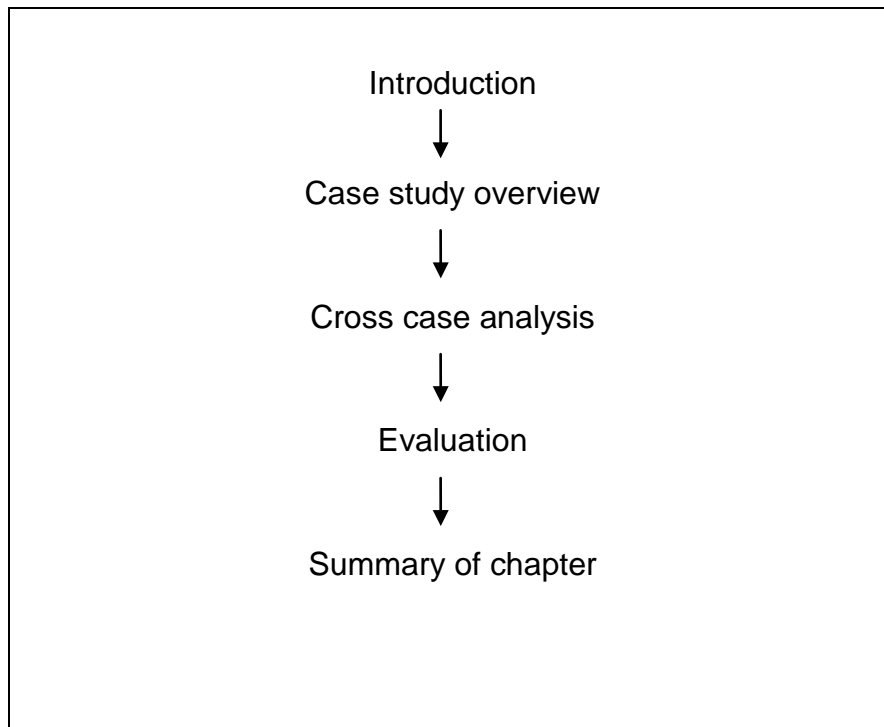 Introduction
Case study overview
Cross case analysis
Evaluation
Summary of chapter